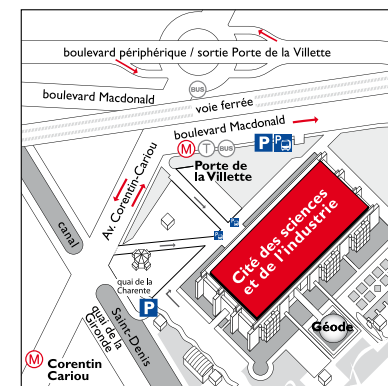 boulevard périphérique / sortie Porte de la Villette
BUS
boulevard Macdonald
voie ferrée
boulevard Macdonald
M T BUS
P P
Porte de
la Villette
Av. Corentin-Cariou
canal
Cité des sciences
et de l'industrie
quai de la
Charente
P
Géode
Saint-Denis
quai de la
Gironde
M
Corentin
Cariou